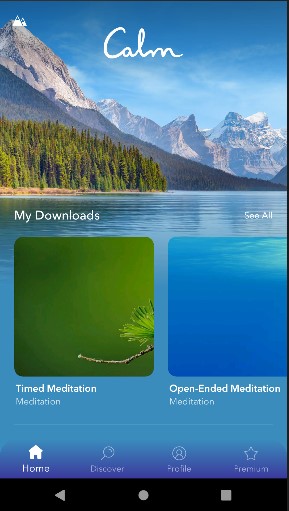 Calm
My Downloads
See All
Timed Meditation
Meditation
Open-Ended Meditation
Meditation
Home
Discover
Profile
Premium